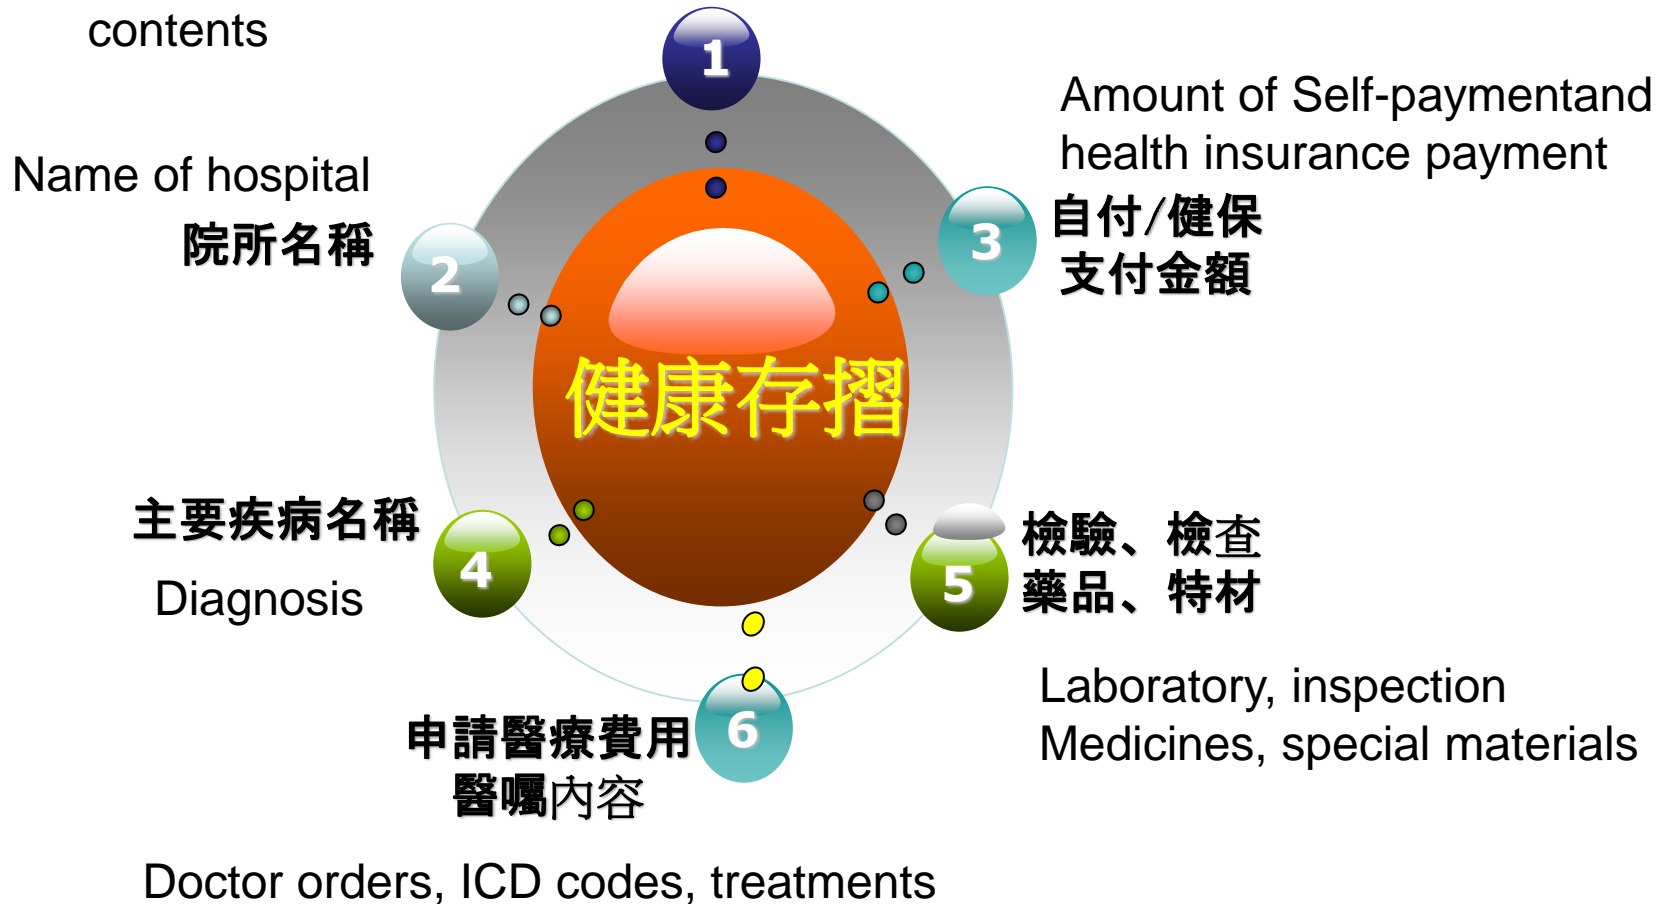 contents
1
Amount of Self-paymentand
health insurance payment
Name of hospital
院所名稱
2
3
自付/健保
支付金額
健康存摺
主要疾病名稱
4
Diagnosis
5
檢驗、檢查
藥品、特材
Laboratory, inspection
Medicines, special materials
6
申請醫療費用
醫囑內容
Doctor orders, ICD codes, treatments